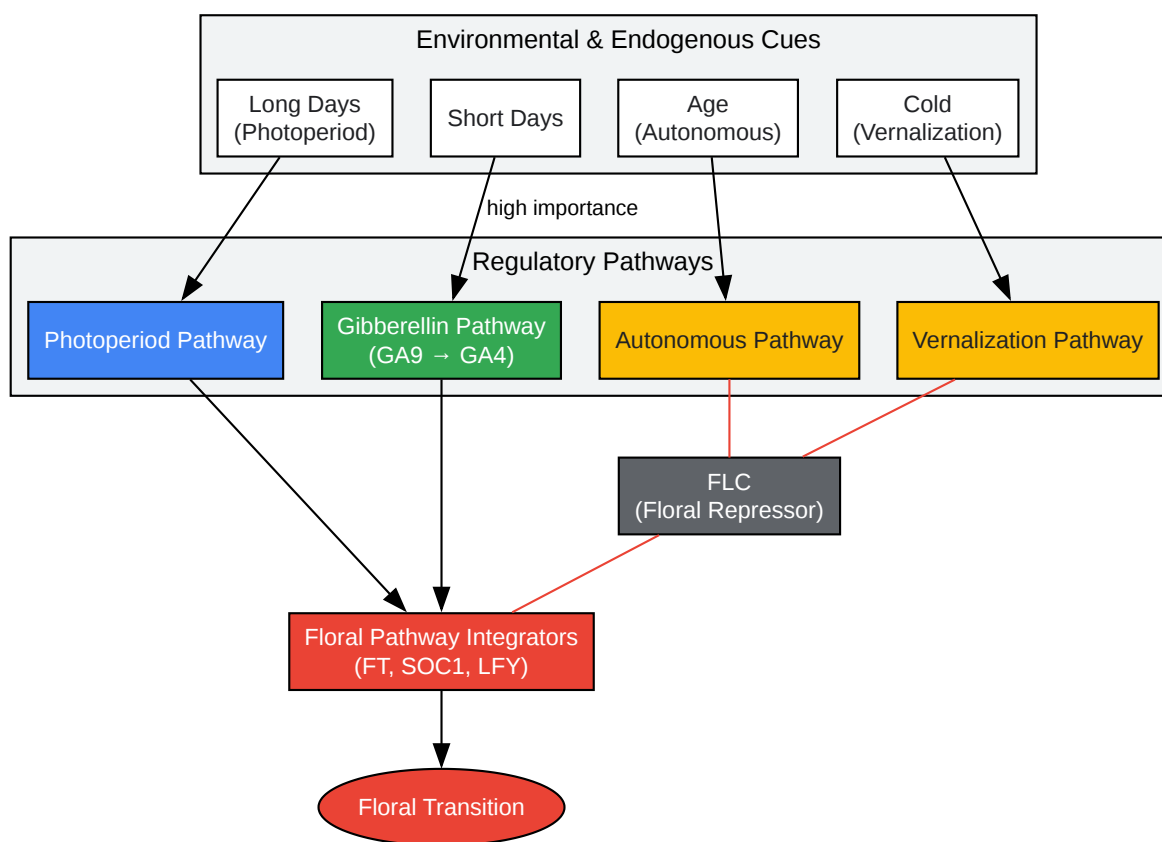 Environmental & Endogenous Cues
Long Days
(Photoperiod)
Short Days
Age
(Autonomous)
Cold
(Vernalization)
high importance
Regulatory Pathways
Photoperiod Pathway
Gibberellin Pathway
(GA9 → GA4)
Autonomous Pathway
Vernalization Pathway
FLC
(Floral Repressor)
Floral Pathway Integrators
(FT, SOC1, LFY)
Floral Transition